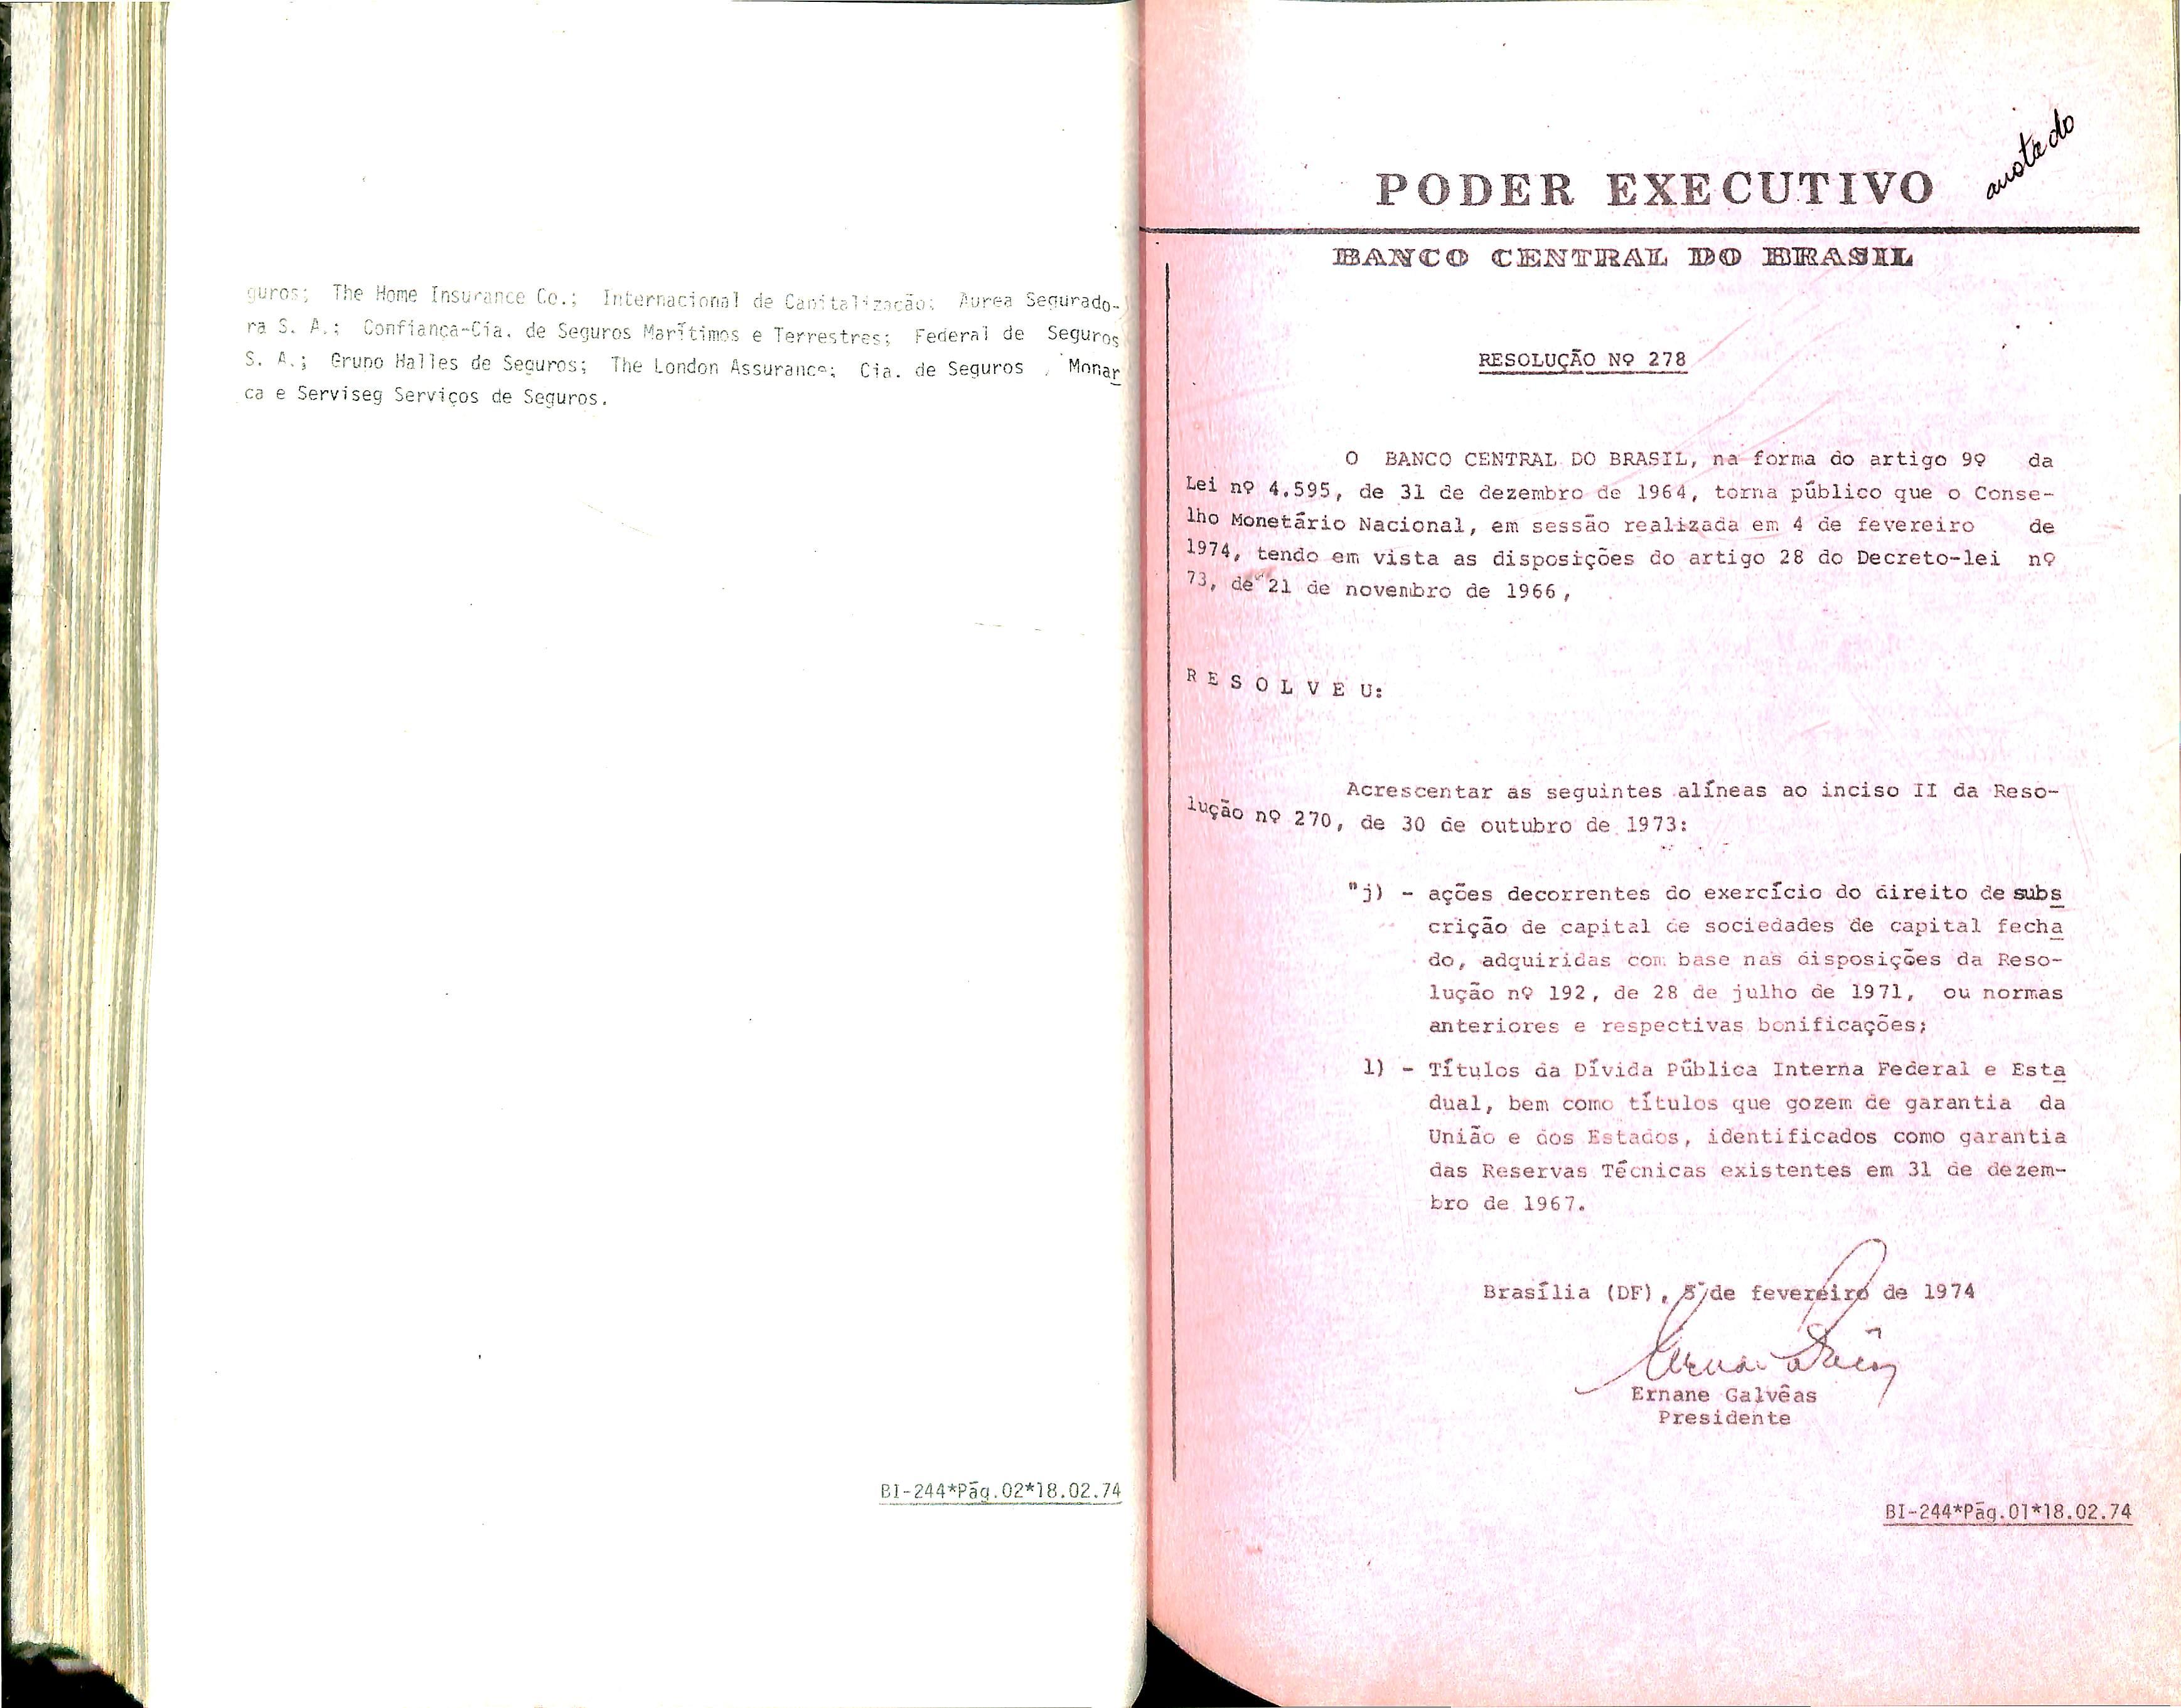 guros; The Home Insurance Co.; Internacional de Capitalização; Aurea Segurado-
ra S. A.; Confiança-Cia. de Seguros Marítimos e Terrestres; Federal de Seguros
S. A.; Grupo Halles de Seguros; The London Assurance; Cia. de Seguros Monar
ca e Serviseg Serviços de Seguros.
BI-244*Pág.02*18.02.74
anotado
PODER EXECUTIVO
BANCO CENTRAL DO BRASIL
RESOLUÇÃO Nº 278
O BANCO CENTRAL DO BRASIL, na forma do artigo 9º da
Lei nº 4.595, de 31 de dezembro de 1964, torna público que o Conse-
lho Monetário Nacional, em sessão realizada em 4 de fevereiro de
1974, tendo em vista as disposições do artigo 28 do Decreto-lei nº
73, de 21 de novembro de 1966,
R E S O L V E U:
Acrescentar as seguintes alíneas ao inciso II da Reso-
lução nº 270, de 30 de outubro de 1973:
"j) - ações decorrentes do exercício do direito de subs
crição de capital de sociedades de capital fecha
do, adquiridas com base nas disposições da Reso-
lução nº 192, de 28 de julho de 1971, ou normas
anteriores e respectivas bonificações;
l) - Títulos da Dívida Pública Interna Federal e Esta
dual, bem como títulos que gozem de garantia da
União e dos Estados, identificados como garantia
das Reservas Técnicas existentes em 31 de dezem-
bro de 1967.
Brasília (DF), 5 de fevereiro de 1974
Ernane Galvêas
Presidente
BI-244*Pág.01*18.02.74